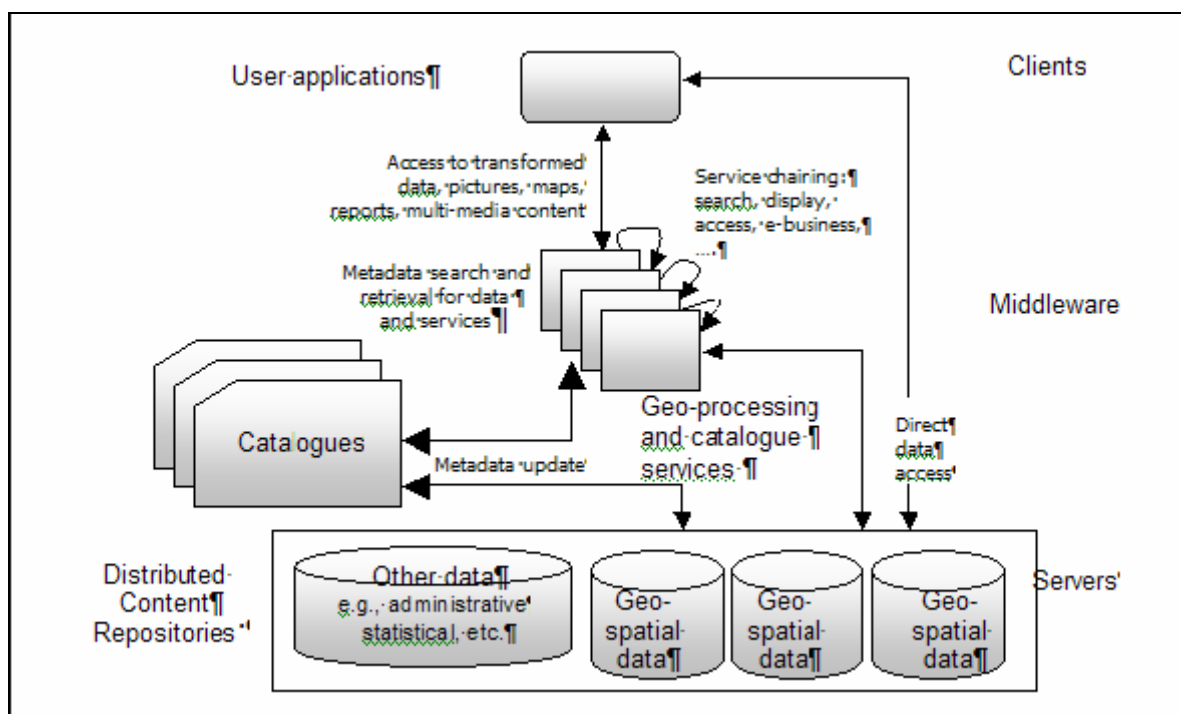 User·applications¶
Clients
Access·to·transformed
data,·pictures,·maps,
reports,·multi-media·content
Service·chairing:¶
search,·display,·
access,·e-business,¶
....¶
Metadata·search·and
retrieval·for·data·¶
and·services¶
Middleware
Catalogues
Geo-processing
and·catalogue·¶
services·¶
Metadata·update
Direct¶
data¶
access
Distributed·
Content¶
Repositories·
Other·data¶
e.g.,·administrative
statistical,·etc.¶
Geo-
spatial·
data¶
Geo-
spatial·
data¶
Geo-
spatial·
data¶
Servers